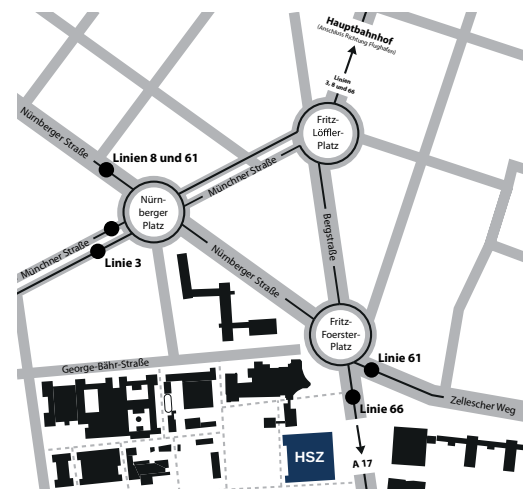 Hauptbahnhof
(Anschluss Richtung Flughafen)
Linien
3, 8 und 66
Nürnberger Straße
Linien 8 und 61
Fritz-
Löffler-
Platz
Münchner Straße
Nürn-
berger
Platz
Münchner Straße
Linie 3
Nürnberger Straße
Bergstraße
Fritz-
Foerster-
Platz
George-Bähr-Straße
Linie 61
Zellescher Weg
Linie 66
HSZ
A 17